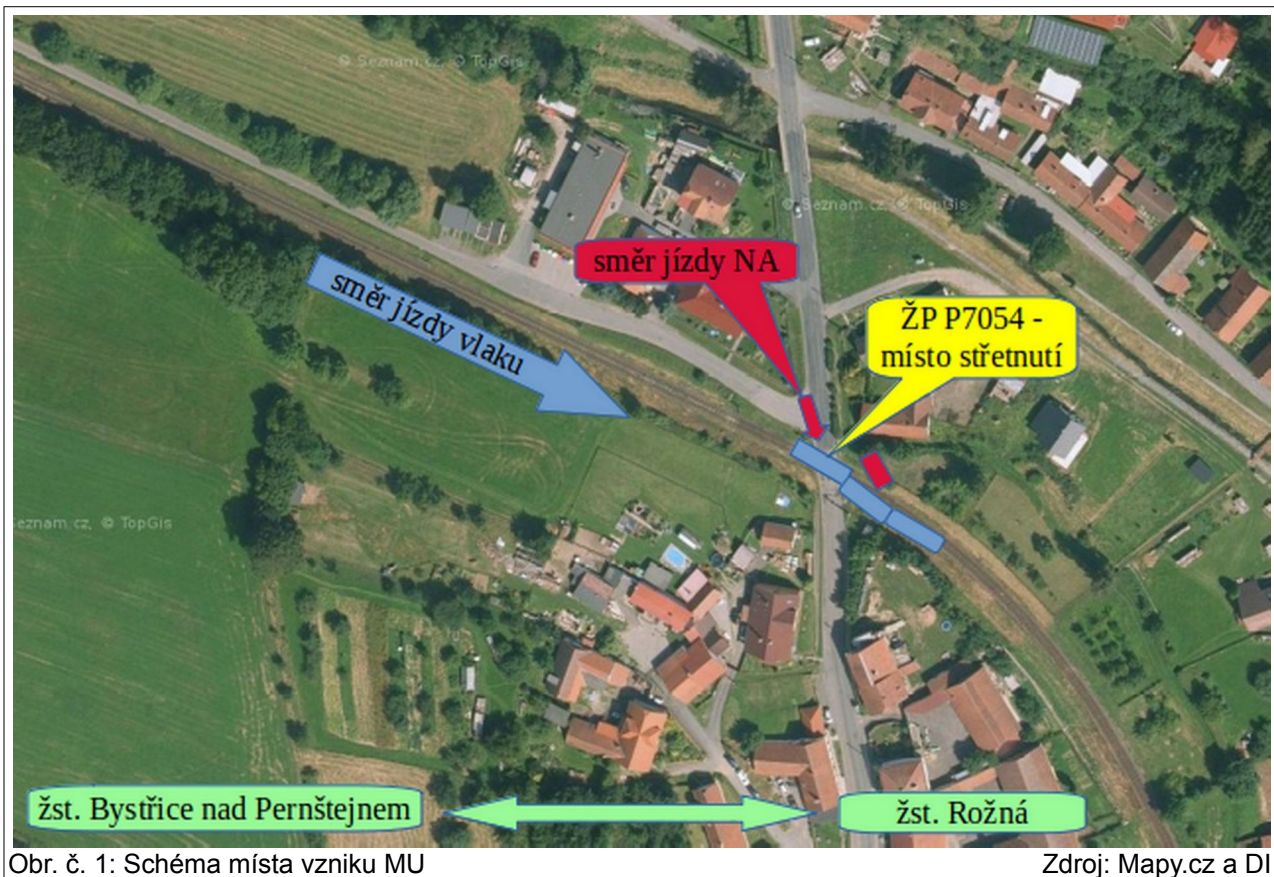 © Seznam.cz, © TopGis
© Seznam.cz, © TopGis
směr jízdy NA
směr jízdy vlaku
ŽP P7054 -
místo střetnutí
Seznam.cz, © TopGis
žst. Bystřice nad Pernštejnem
žst. Rožná
Obr. č. 1: Schéma místa vzniku MU
Zdroj: Mapy.cz a DI